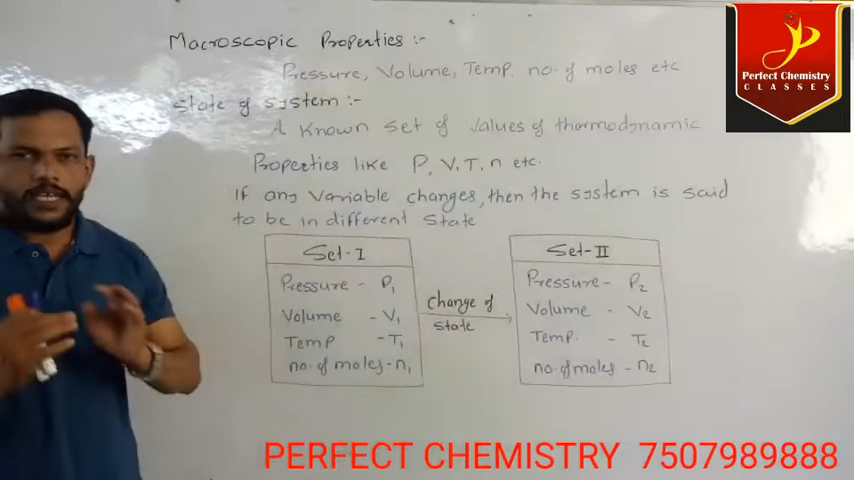 Macroscopic Properties :-
Pressure, Volume, Temp. no. of moles etc
state of system :-
A Known set of values of thermodynamic
Properties like P, V, T, n etc.
If any Variable changes, then the system is said
to be in different state
Set-I
Pressure - P1
Volume - V1
Temp - T1
no. of moles - n1
Change of
state
Set-II
Pressure - P2
Volume - V2
Temp. - T2
no. of moles - n2
Perfect Chemistry
CLASSES
PERFECT CHEMISTRY 7507989888